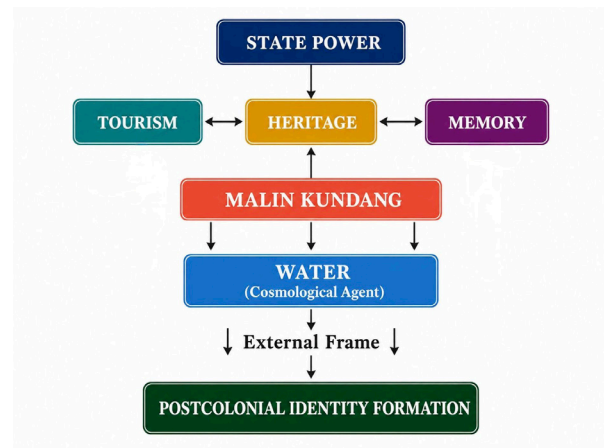 STATE POWER
TOURISM
HERITAGE
MEMORY
MALIN KUNDANG
WATER
(Cosmological Agent)
External Frame
POSTCOLONIAL IDENTITY FORMATION